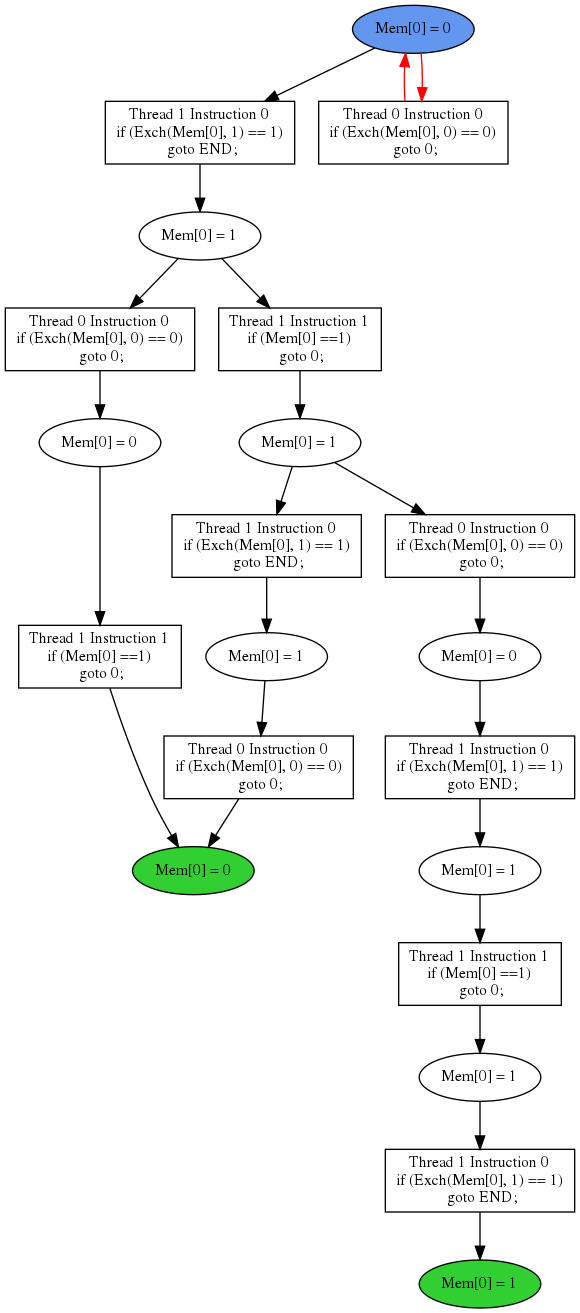 Mem[0] = 0
Thread 1 Instruction 0
if (Exch(Mem[0], 1) == 1)
goto END;
Thread 0 Instruction 0
if (Exch(Mem[0], 0) == 0)
goto 0;
Mem[0] = 1
Thread 0 Instruction 0
if (Exch(Mem[0], 0) == 0)
goto 0;
Thread 1 Instruction 1
if (Mem[0] ==1)
goto 0;
Mem[0] = 0
Mem[0] = 1
Thread 1 Instruction 0
if (Exch(Mem[0], 1) == 1)
goto END;
Thread 0 Instruction 0
if (Exch(Mem[0], 0) == 0)
goto 0;
Thread 1 Instruction 1
if (Mem[0] ==1)
goto 0;
Mem[0] = 1
Mem[0] = 0
Thread 0 Instruction 0
if (Exch(Mem[0], 0) == 0)
goto 0;
Thread 1 Instruction 0
if (Exch(Mem[0], 1) == 1)
goto END;
Mem[0] = 0
Mem[0] = 1
Thread 1 Instruction 1
if (Mem[0] ==1)
goto 0;
Mem[0] = 1
Thread 1 Instruction 0
if (Exch(Mem[0], 1) == 1)
goto END;
Mem[0] = 1